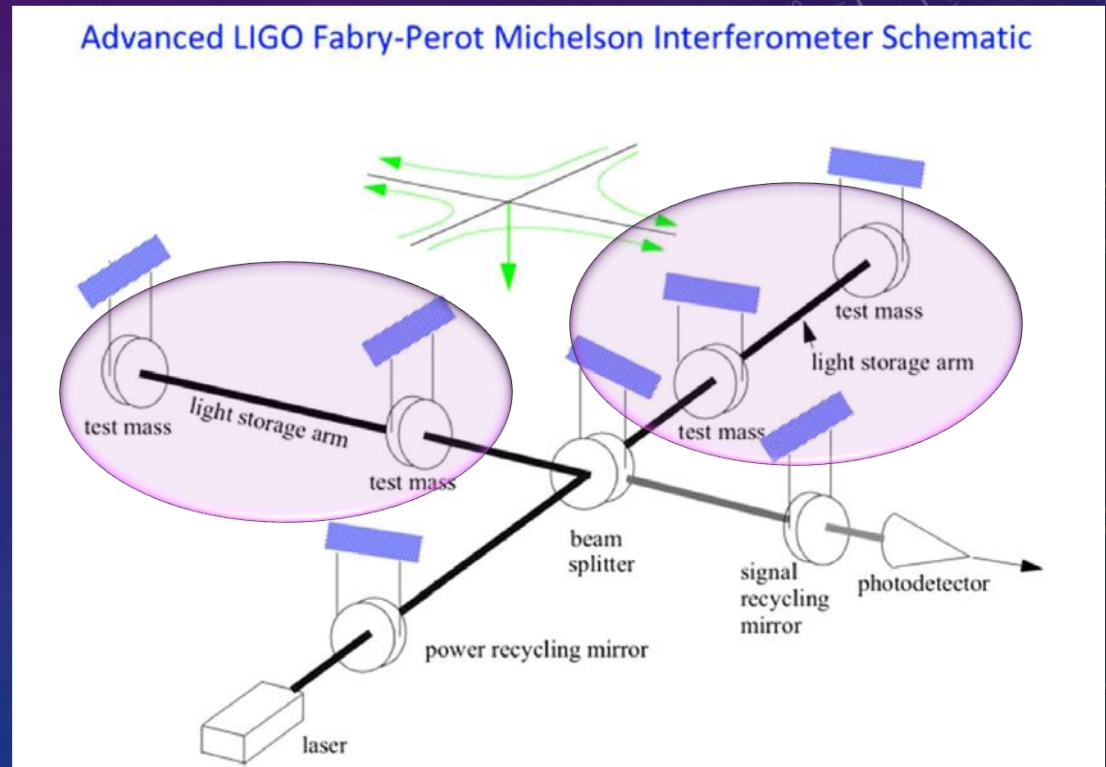 Advanced LIGO Fabry-Perot Michelson Interferometer Schematic
test mass
light storage arm
test mass
light storage arm
test mass
test mass
beam
splitter
signal
recycling
mirror
photodetector
power recycling mirror
laser